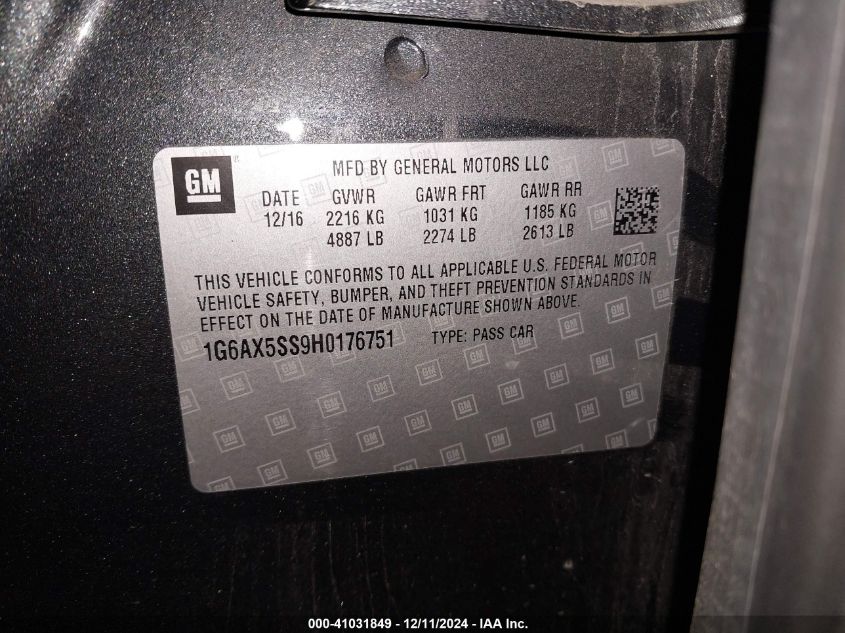 GM
MFD BY GENERAL MOTORS LLC
DATE GVWR GAWR FRT GAWR RR
12/16 2216 KG 1031 KG 1185 KG
4887 LB 2274 LB 2613 LB
THIS VEHICLE CONFORMS TO ALL APPLICABLE U.S. FEDERAL MOTOR
VEHICLE SAFETY, BUMPER, AND THEFT PREVENTION STANDARDS IN
EFFECT ON THE DATE OF MANUFACTURE SHOWN ABOVE.
1G6AX5SS9H0176751 TYPE: PASS CAR
000-41031849 - 12/11/2024 - IAA Inc.